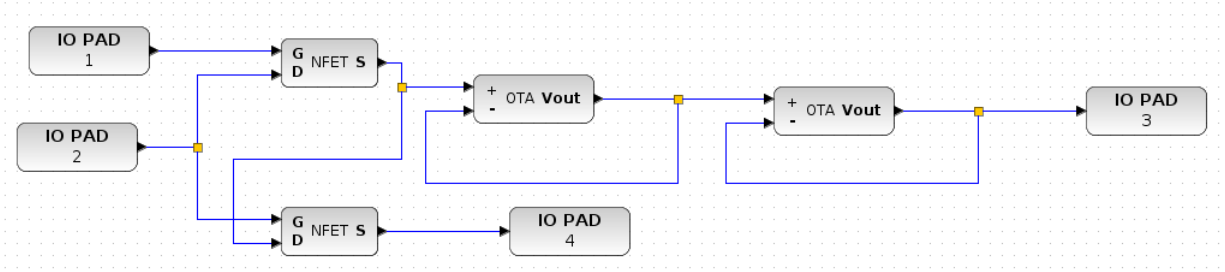 IO PAD
1
G
D
NFET S
IO PAD
2
+
-
OTA Vout
+
-
OTA Vout
IO PAD
3
G
D
NFET S
IO PAD
4